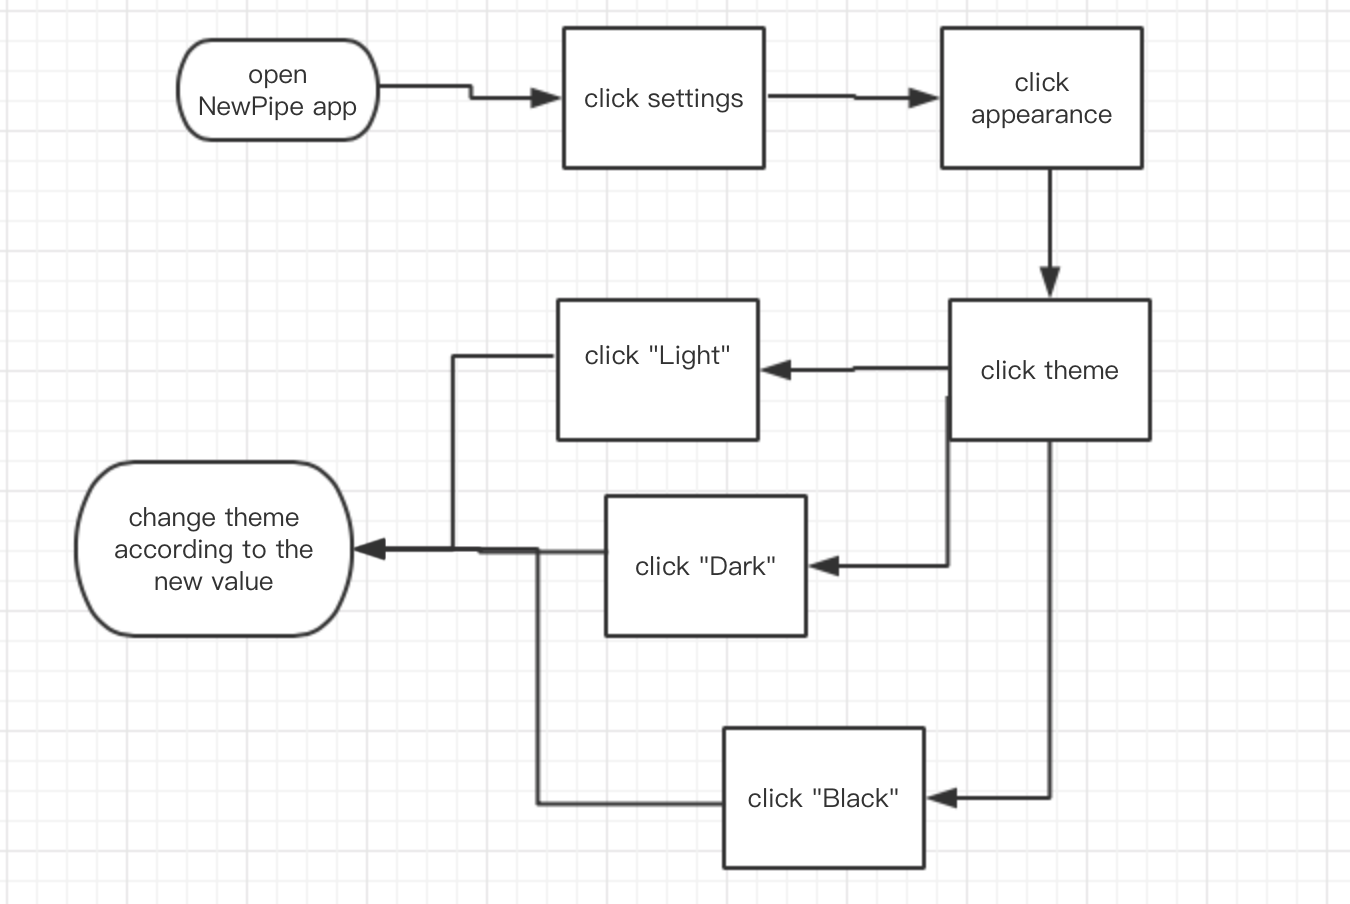 open
NewPipe app
click settings
click
appearance
click theme
click "Light"
click "Dark"
click "Black"
change theme
according to the
new value